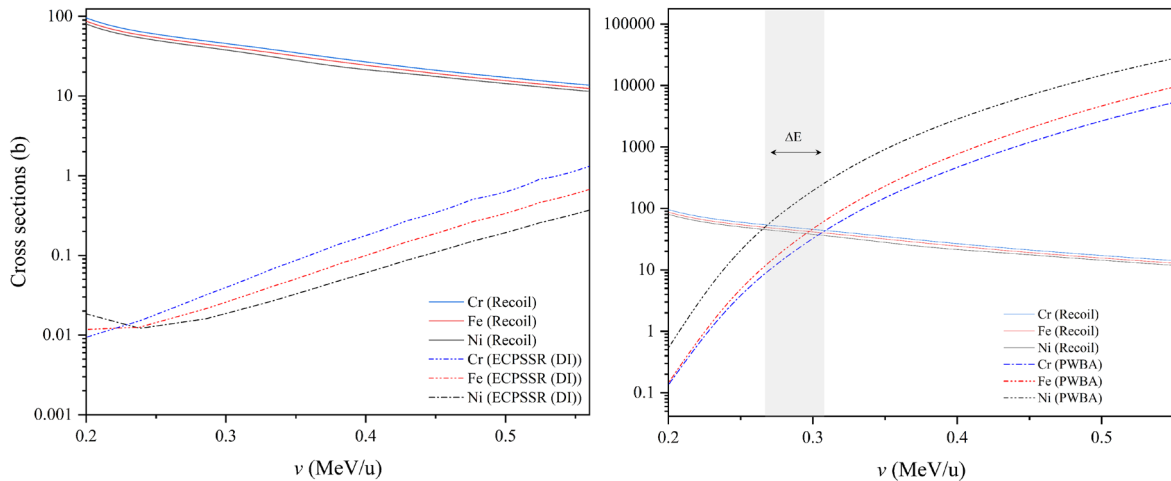 Cross sections (b)
100
10
1
0.1
0.01
0.001
Cr (Recoil)
Fe (Recoil)
Ni (Recoil)
Cr (ECPSSR (DI))
Fe (ECPSSR (DI))
Ni (ECPSSR (DI))
0.2
0.3
0.4
0.5
v (MeV/u)
100000
10000
1000
100
10
1
0.1
ΔE
Cr (Recoil)
Fe (Recoil)
Ni (Recoil)
Cr (PWBA)
Fe (PWBA)
Ni (PWBA)
0.2
0.3
0.4
0.5
v (MeV/u)